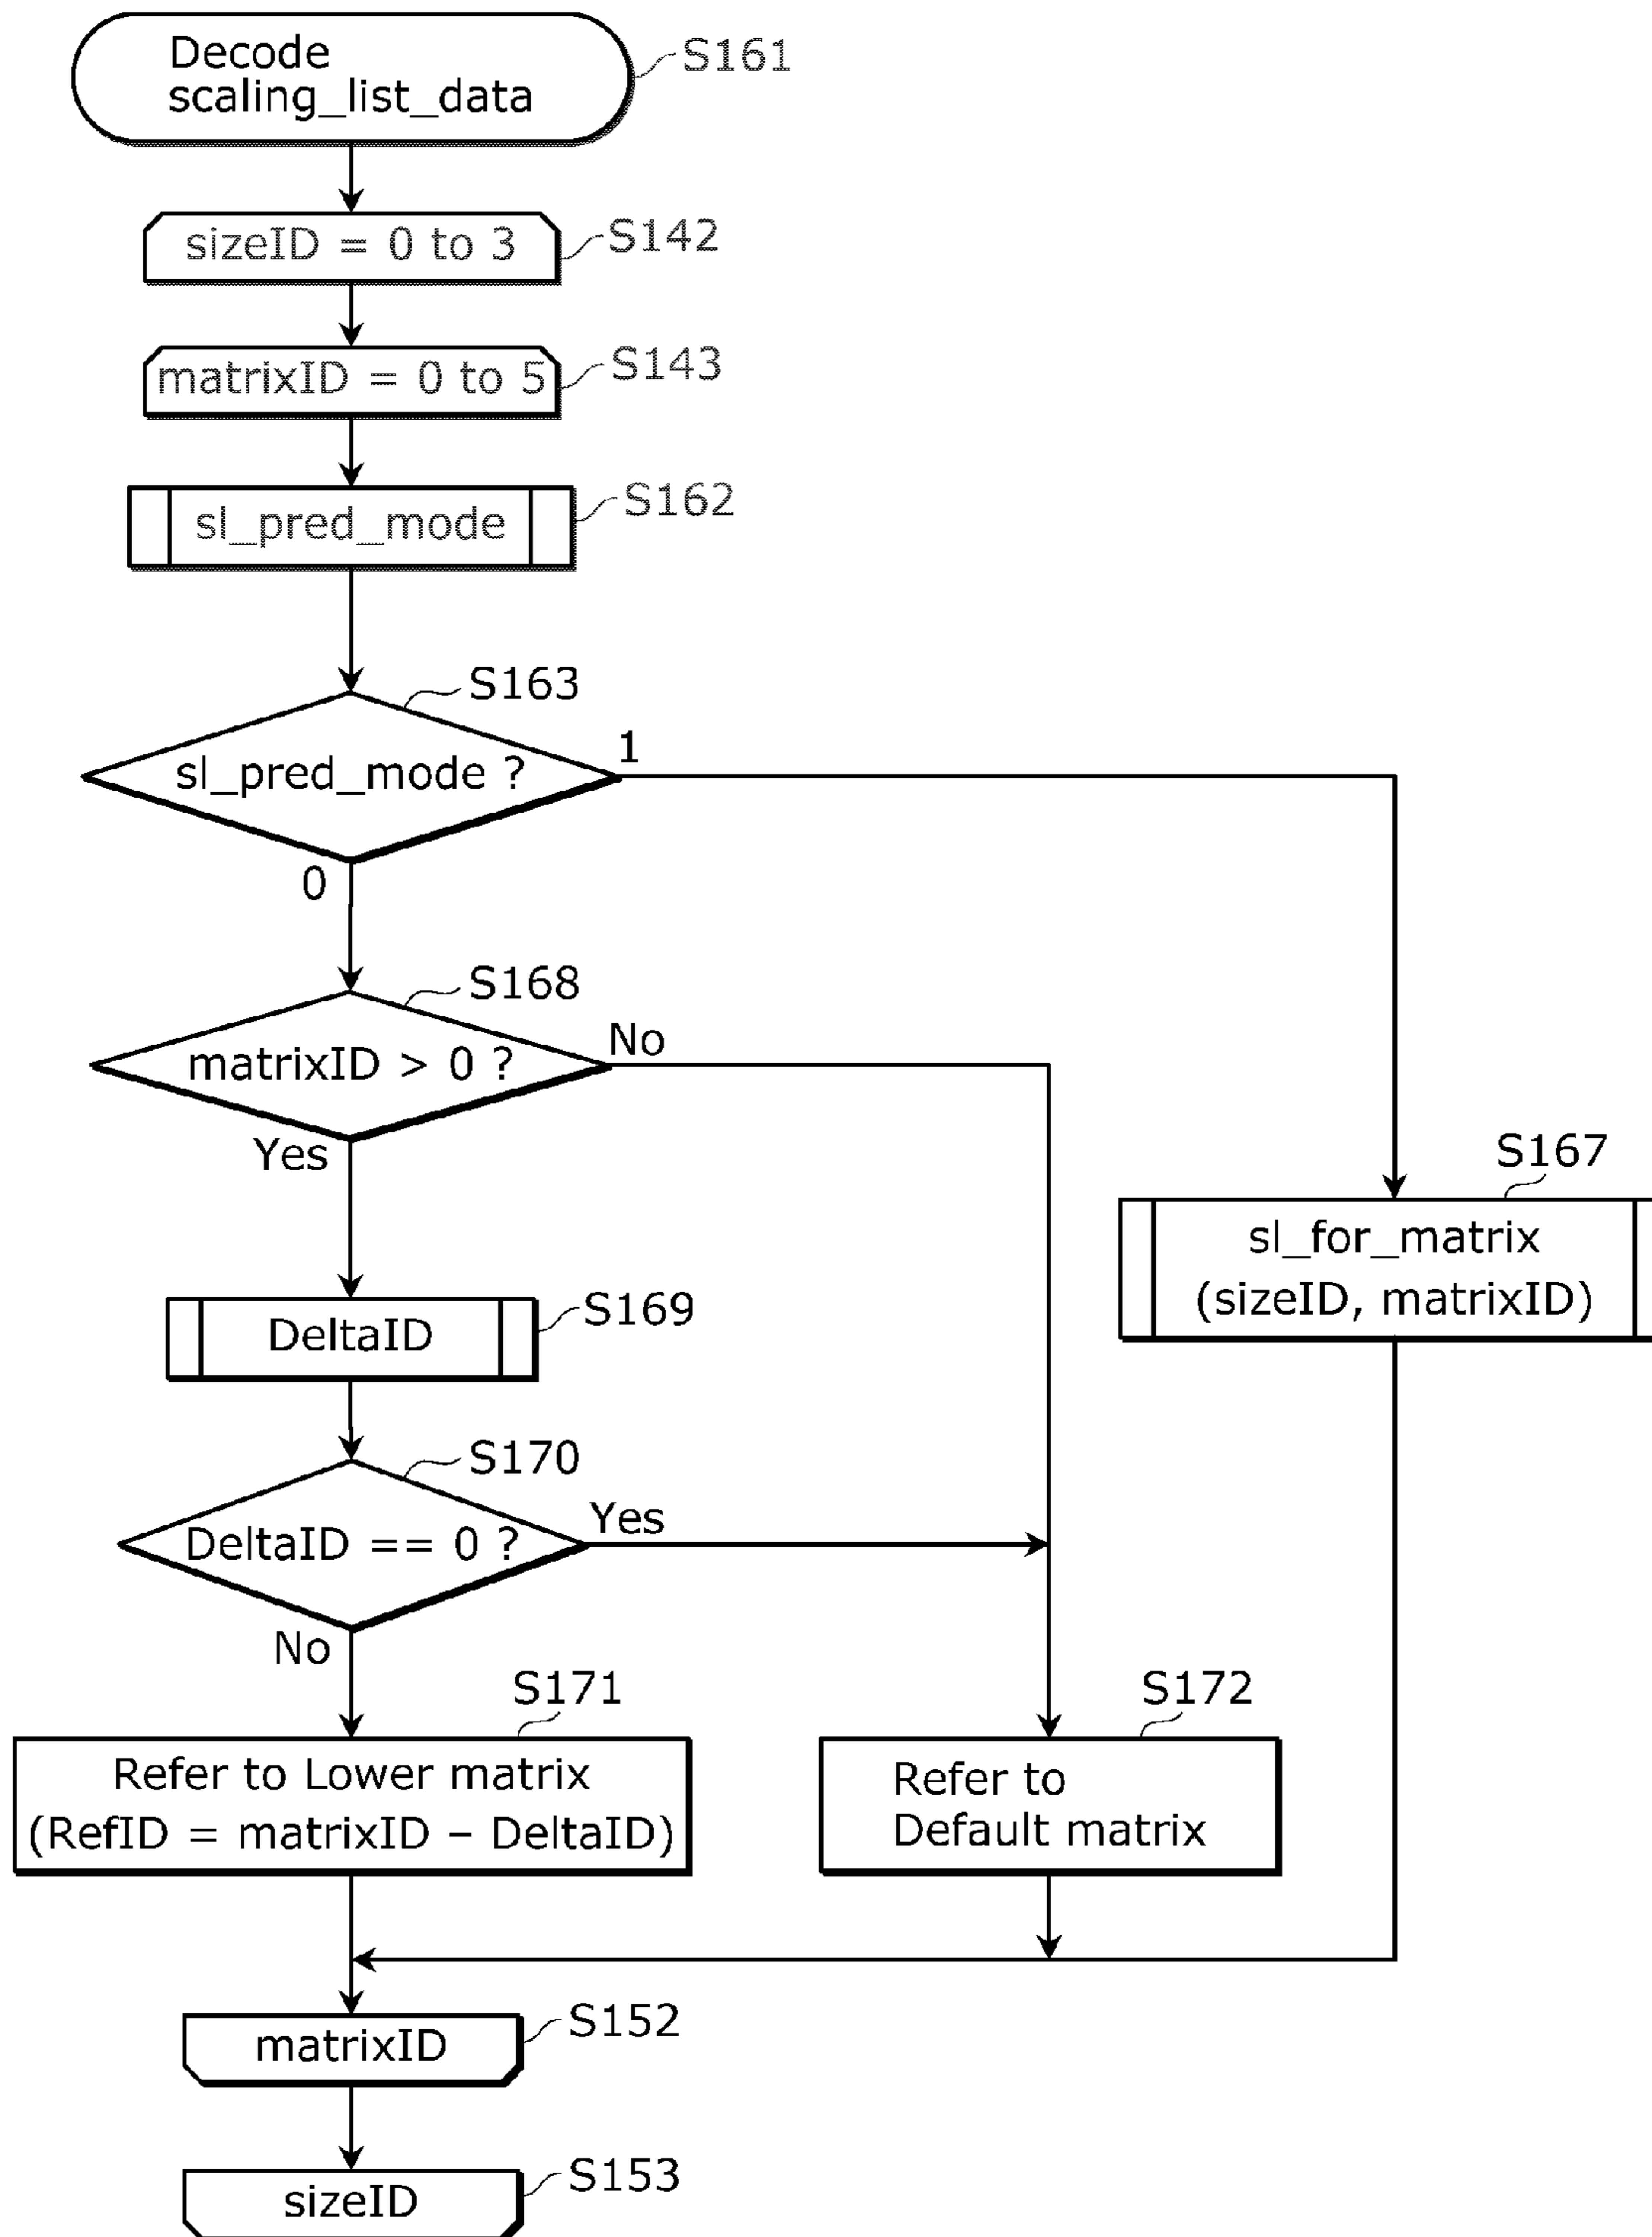 Decode
scaling_list_data
S161
sizeID = 0 to 3
S142
matrixID = 0 to 5
S143
sl_pred_mode
S162
S163
sl_pred_mode ?
1
0
S168
matrixID > 0 ?
No
Yes
S167
sl_for_matrix
(sizeID, matrixID)
DeltaID
S169
S170
DeltaID == 0 ?
Yes
No
S171
Refer to Lower matrix
(RefID = matrixID – DeltaID)
S172
Refer to
Default matrix
matrixID
S152
sizeID
S153